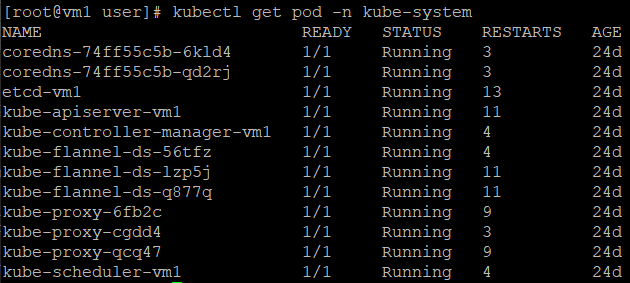 [root@vm1 user]# kubectl get pod -n kube-system
NAME READY STATUS RESTARTS AGE
coredns-74ff55c5b-6kld4 1/1 Running 3 24d
coredns-74ff55c5b-qd2rj 1/1 Running 3 24d
etcd-vm1 1/1 Running 13 24d
kube-apiserver-vm1 1/1 Running 11 24d
kube-controller-manager-vm1 1/1 Running 4 24d
kube-flannel-ds-56tfz 1/1 Running 4 24d
kube-flannel-ds-lzp5j 1/1 Running 11 24d
kube-flannel-ds-q877q 1/1 Running 11 24d
kube-proxy-6fb2c 1/1 Running 9 24d
kube-proxy-cgdd4 1/1 Running 3 24d
kube-proxy-qcq47 1/1 Running 9 24d
kube-scheduler-vm1 1/1 Running 4 24d